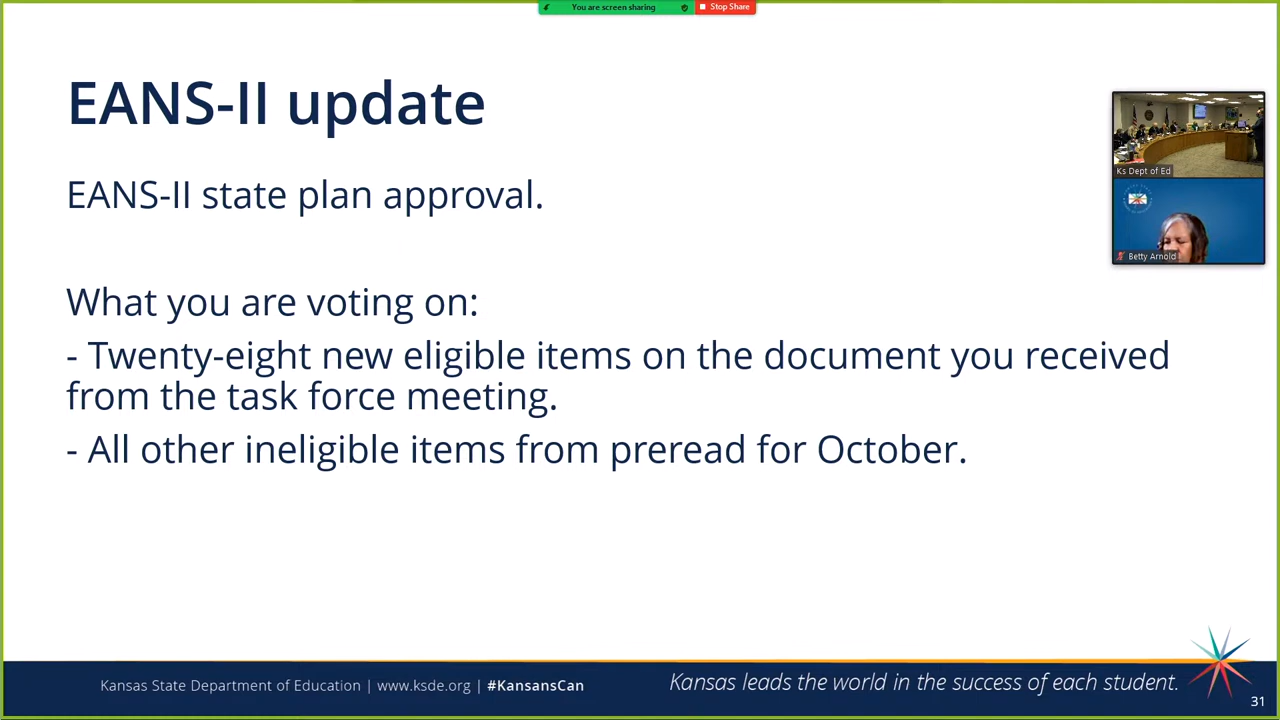 You are screen sharing
Stop Share
EANS-II update
EANS-II state plan approval.
Ks Dept of Ed
Betty Arnold
What you are voting on:
- Twenty-eight new eligible items on the document you received
from the task force meeting.
- All other ineligible items from preread for October.
Kansas State Department of Education | www.ksde.org | #KansansCan
Kansas leads the world in the success of each student.
31